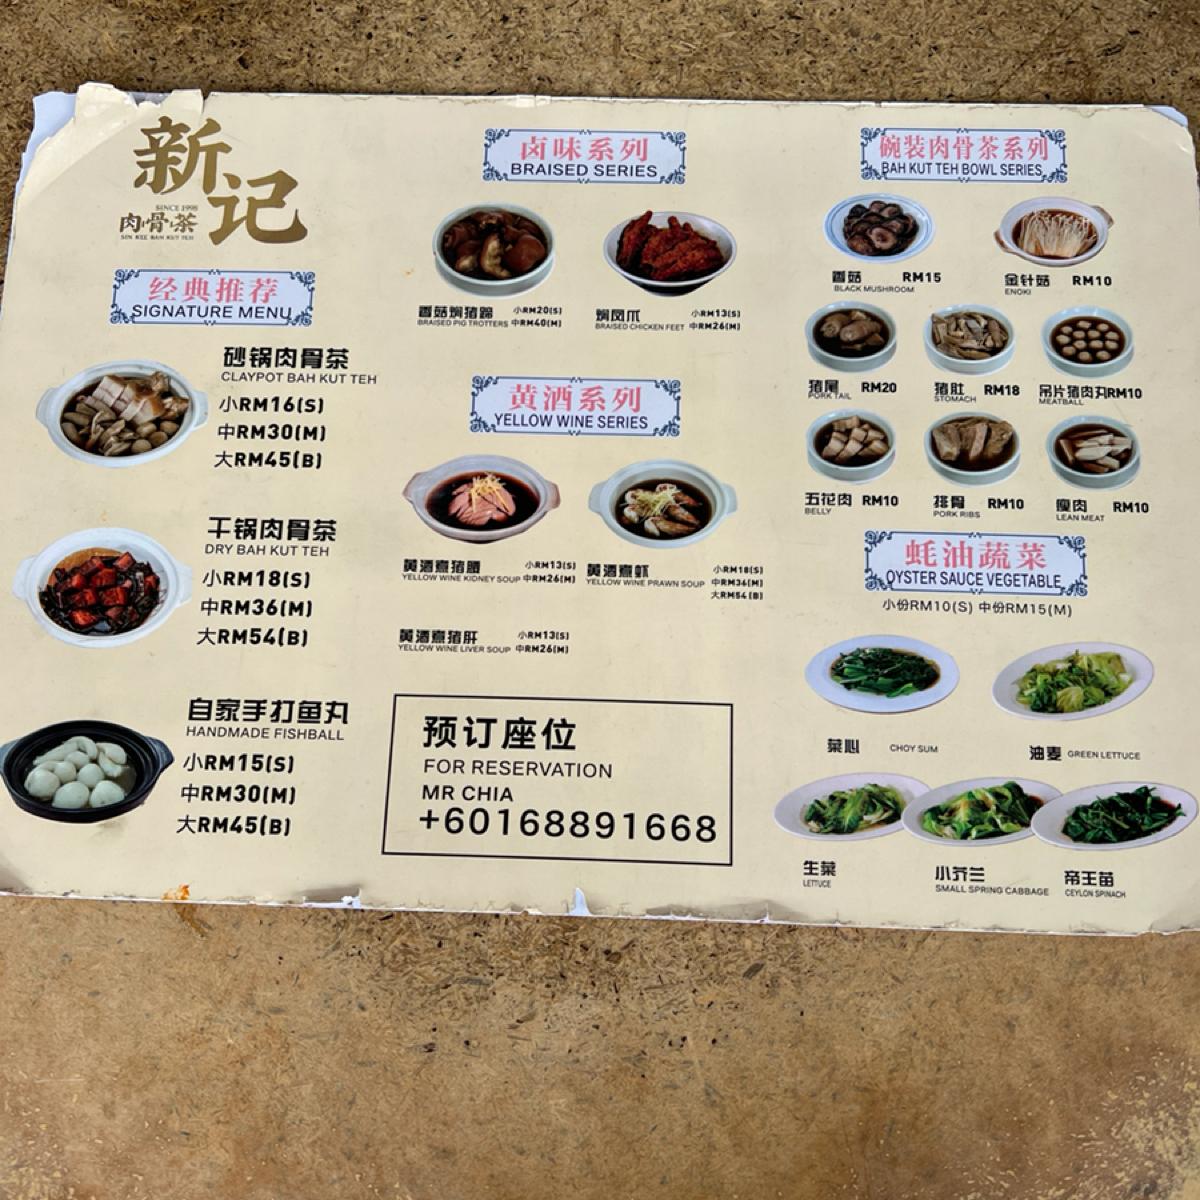 新记
SINCE 1998
肉骨茶
SIN KEE BAH KUT TEH
经典推荐
SIGNATURE MENU
砂锅肉骨茶
CLAYPOT BAH KUT TEH
小RM16(S)
中RM30(M)
大RM45(B)
干锅肉骨茶
DRY BAH KUT TEH
小RM18(S)
中RM36(M)
大RM54(B)
自家手打鱼丸
HANDMADE FISHBALL
小RM15(S)
中RM30(M)
大RM45(B)
卤味系列
BRAISED SERIES
香菇焖猪蹄 小RM20(S)
BRAISED PIG TROTTERS 中RM40(M)
焖凤爪 小RM13(S)
BRAISED CHICKEN FEET 中RM26(M)
黄酒系列
YELLOW WINE SERIES
黄酒煮猪腰 小RM13(S)
YELLOW WINE KIDNEY SOUP 中RM26(M)
黄酒煮虾 小RM18(S)
YELLOW WINE PRAWN SOUP 中RM36(M)
大RM54(B)
黄酒煮猪肝 小RM13(S)
YELLOW WINE LIVER SOUP 中RM26(M)
预订座位
FOR RESERVATION
MR CHIA
+60168891668
碗装肉骨茶系列
BAH KUT TEH BOWL SERIES
香菇 RM15
BLACK MUSHROOM
金针菇 RM10
ENOKI
猪尾 RM20
PORK TAIL
猪肚 RM18
STOMACH
吊片猪肉丸RM10
MEATBALL
五花肉 RM10
BELLY
排骨 RM10
PORK RIBS
瘦肉 RM10
LEAN MEAT
蚝油蔬菜
OYSTER SAUCE VEGETABLE
小份RM10(S) 中份RM15(M)
菜心 CHOY SUM
油麦 GREEN LETTUCE
生菜
LETTUCE
小芥兰
SMALL SPRING CABBAGE
帝王苗
CEYLON SPINACH